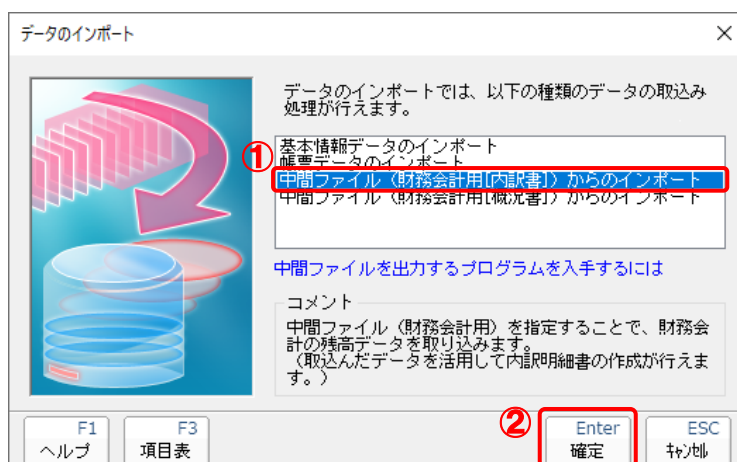 データのインポート
データのインポートでは、以下の種類のデータの取込み
処理が行えます。
①
基本情報データのインポート
帳票データのインポート
中間ファイル（財務会計用[内訳書]）からのインポート
中間ファイル（財務会計用[概況書]）からのインポート
中間ファイルを出力するプログラムを入手するには
コメント
中間ファイル（財務会計用）を指定することで、財務会
計の残高データを取り込みます。
（取込んだデータを活用して内訳明細書の作成が行えま
す。）
②
F1
ヘルプ
F3
項目表
Enter
確定
ESC
ｷｬﾝｾﾙ